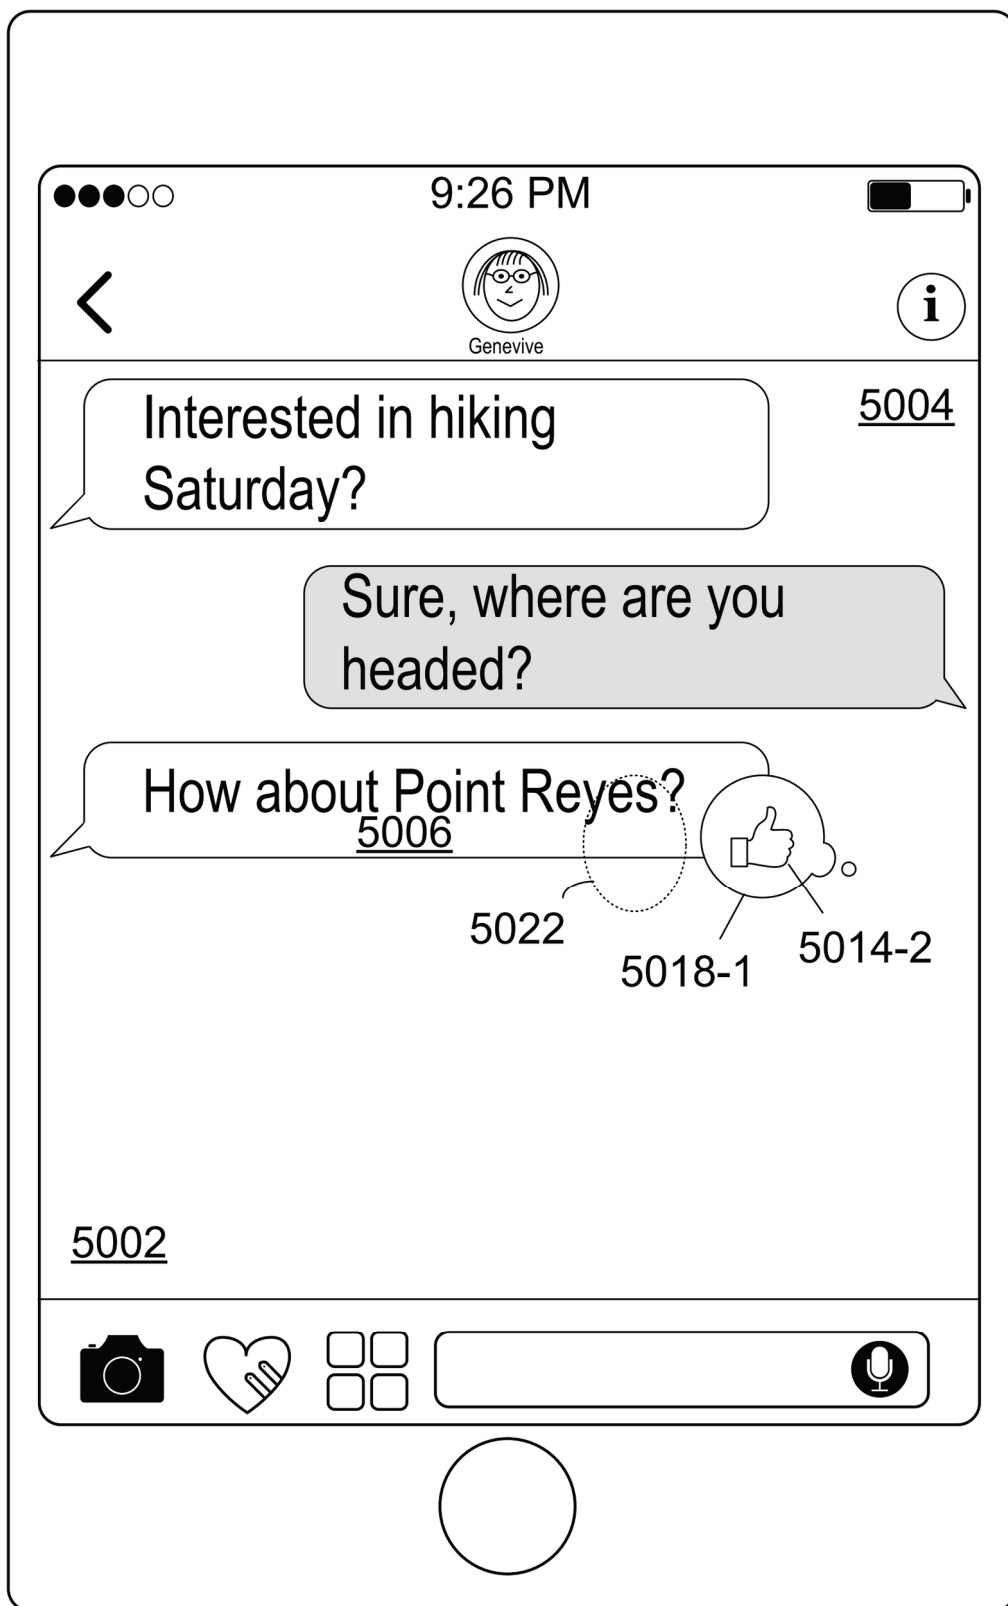 9:26 PM
i
Genevive
5004
Interested in hiking
Saturday?
Sure, where are you
headed?
How about Point Reyes?
5006
5022
5018-1
5014-2
5002